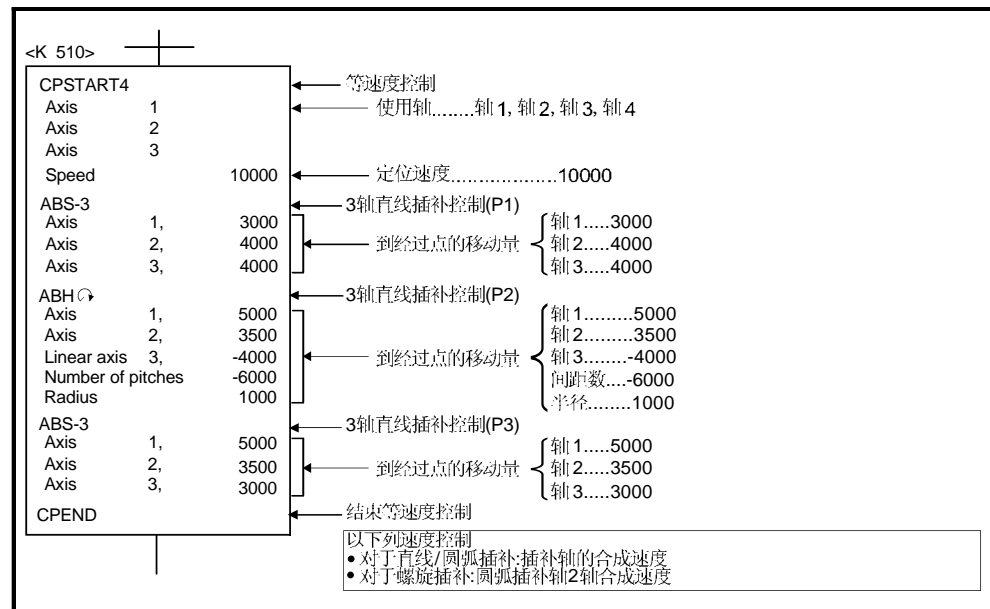 <K 510>
CPSTART4 等速度控制
Axis 1 使用轴........轴1, 轴2, 轴3, 轴4
Axis 2
Axis 3
Speed 10000 定位速度...................10000
ABS-3 3轴直线插补控制(P1)
Axis 1, 3000 轴1.....3000
Axis 2, 4000 到经过点的移动量 轴2.....4000
Axis 3, 4000 轴3.....4000
ABH 3轴直线插补控制(P2)
Axis 1, 5000 轴1.........5000
Axis 2, 3500 轴2.........3500
Linear axis 3, -4000 到经过点的移动量 轴3........-4000
Number of pitches -6000 间距数....-6000
Radius 1000 半径........1000
ABS-3 3轴直线插补控制(P3)
Axis 1, 5000 轴1.....5000
Axis 2, 3500 到经过点的移动量 轴2.....3500
Axis 3, 3000 轴3.....3000
CPEND 结束等速度控制
以下列速度控制
● 对于直线/圆弧插补:插补轴的合成速度
● 对于螺旋插补:圆弧插补轴2轴合成速度